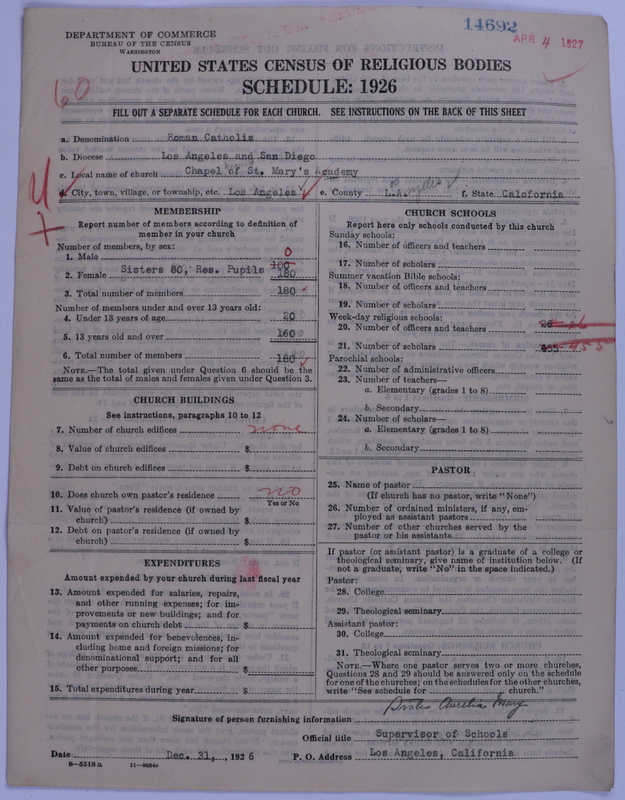 14692
APR 4 1927
DEPARTMENT OF COMMERCE
BUREAU OF THE CENSUS
WASHINGTON
UNITED STATES CENSUS OF RELIGIOUS BODIES
SCHEDULE: 1926
60
FILL OUT A SEPARATE SCHEDULE FOR EACH CHURCH. SEE INSTRUCTIONS ON THE BACK OF THIS SHEET
a. Denomination Roman Catholic
b. Diocese Los Angeles and San Diego
c. Local name of church Chapel of St. Mary's Academy
d. City, town, village, or township, etc. Los Angeles e. County L.A. f. State Calofornia
MEMBERSHIP
Report number of members according to definition of
member in your church
Number of members, by sex:
1. Male 0
2. Female Sisters 80, Res. Pupils 100 180
3. Total number of members 180
Number of members under and over 13 years old:
4. Under 13 years of age 20
5. 13 years old and over 160
6. Total number of members 180
NOTE.—The total given under Question 6 should be the
same as the total of males and females given under Question 3.
CHURCH BUILDINGS
See instructions, paragraphs 10 to 12
7. Number of church edifices none
8. Value of church edifices $
9. Debt on church edifices $
10. Does church own pastor's residence no
Yes or No
11. Value of pastor's residence (if owned by
church) $
12. Debt on pastor's residence (if owned by
church) $
EXPENDITURES
Amount expended by your church during last fiscal year
13. Amount expended for salaries, repairs,
and other running expenses; for im-
provements or new buildings; and for
payments on church debt $
14. Amount expended for benevolences, in-
cluding home and foreign missions; for
denominational support; and for all
other purposes $
15. Total expenditures during year $
CHURCH SCHOOLS
Report here only schools conducted by this church
Sunday schools:
16. Number of officers and teachers
17. Number of scholars
Summer vacation Bible schools:
18. Number of officers and teachers
19. Number of scholars
Week-day religious schools:
20. Number of officers and teachers 26 26
21. Number of scholars 455 455
Parochial schools:
22. Number of administrative officers
23. Number of teachers—
a. Elementary (grades 1 to 8)
b. Secondary
24. Number of scholars—
a. Elementary (grades 1 to 8)
b. Secondary
PASTOR
25. Name of pastor
(If church has no pastor, write "None")
26. Number of ordained ministers, if any, em-
ployed as assistant pastors
27. Number of other churches served by the
pastor or his assistants
If pastor (or assistant pastor) is a graduate of a college or
theological seminary, give name of institution below. (If
not a graduate, write "No" in the space indicated.)
Pastor:
28. College
29. Theological seminary
Assistant pastor:
30. College
31. Theological seminary
NOTE.—Where one pastor serves two or more churches,
Questions 28 and 29 should be answered only on the schedule
for one of the churches; on the schedules for the other churches,
write "See schedule for church."
Signature of person furnishing information Sister Aurelia Mary
Official title Supervisor of Schools
Date Dec. 31, 1926 P. O. Address Los Angeles, California
8—5518a 11—9054a